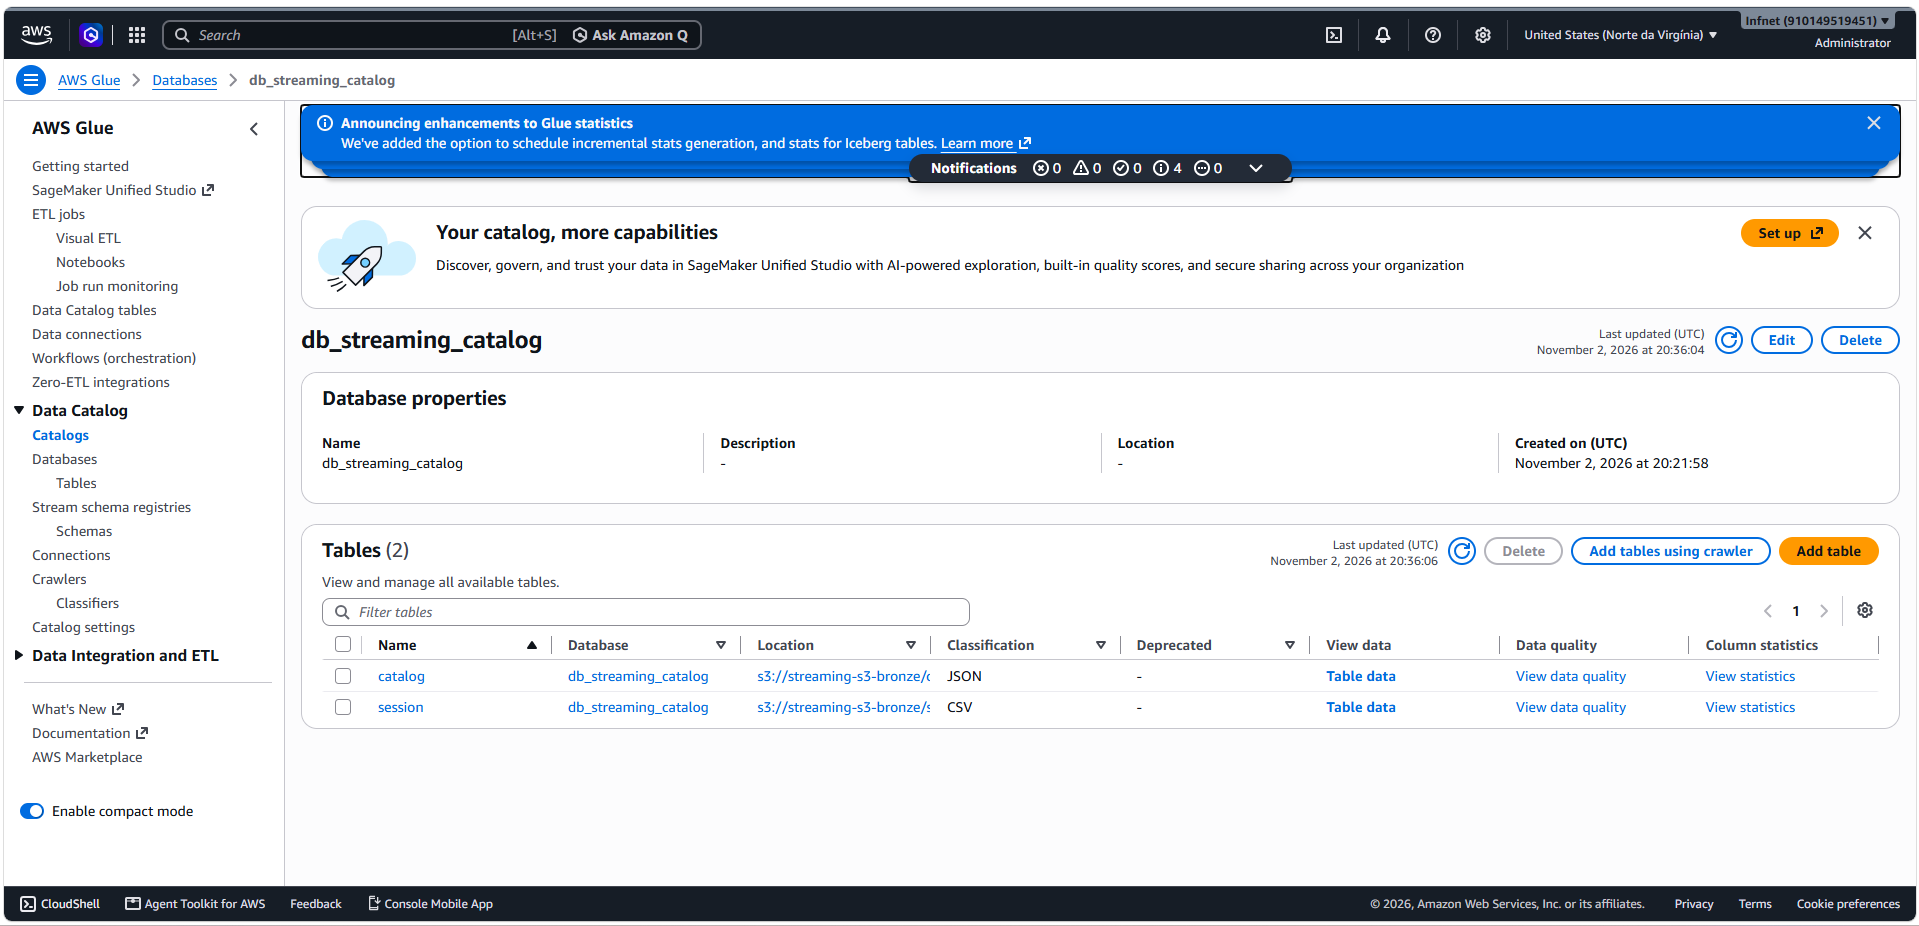 aws
Search [Alt+S] Ask Amazon Q
United States (Norte da Virgínia) ▼
Infnet (910149519451) ▼
Administrator
AWS Glue > Databases > db_streaming_catalog
AWS Glue
Getting started
SageMaker Unified Studio
ETL jobs
Visual ETL
Notebooks
Job run monitoring
Data Catalog tables
Data connections
Workflows (orchestration)
Zero-ETL integrations
Data Catalog
Catalogs
Databases
Tables
Stream schema registries
Schemas
Connections
Crawlers
Classifiers
Catalog settings
Data Integration and ETL
What's New
Documentation
AWS Marketplace
Enable compact mode
Announcing enhancements to Glue statistics
We've added the option to schedule incremental stats generation, and stats for Iceberg tables. Learn more
Notifications 0 0 0 4 0
Your catalog, more capabilities
Discover, govern, and trust your data in SageMaker Unified Studio with AI-powered exploration, built-in quality scores, and secure sharing across your organization
Set up
db_streaming_catalog
Last updated (UTC)
November 2, 2026 at 20:36:04
Edit
Delete
Database properties
Name
db_streaming_catalog
Description
-
Location
-
Created on (UTC)
November 2, 2026 at 20:21:58
Tables (2)
View and manage all available tables.
Last updated (UTC)
November 2, 2026 at 20:36:06
Delete
Add tables using crawler
Add table
Filter tables
1
Name Database Location Classification Deprecated View data Data quality Column statistics
catalog db_streaming_catalog s3://streaming-s3-bronze/c JSON - Table data View data quality View statistics
session db_streaming_catalog s3://streaming-s3-bronze/s CSV - Table data View data quality View statistics
CloudShell Agent Toolkit for AWS Feedback Console Mobile App
© 2026, Amazon Web Services, Inc. or its affiliates. Privacy Terms Cookie preferences